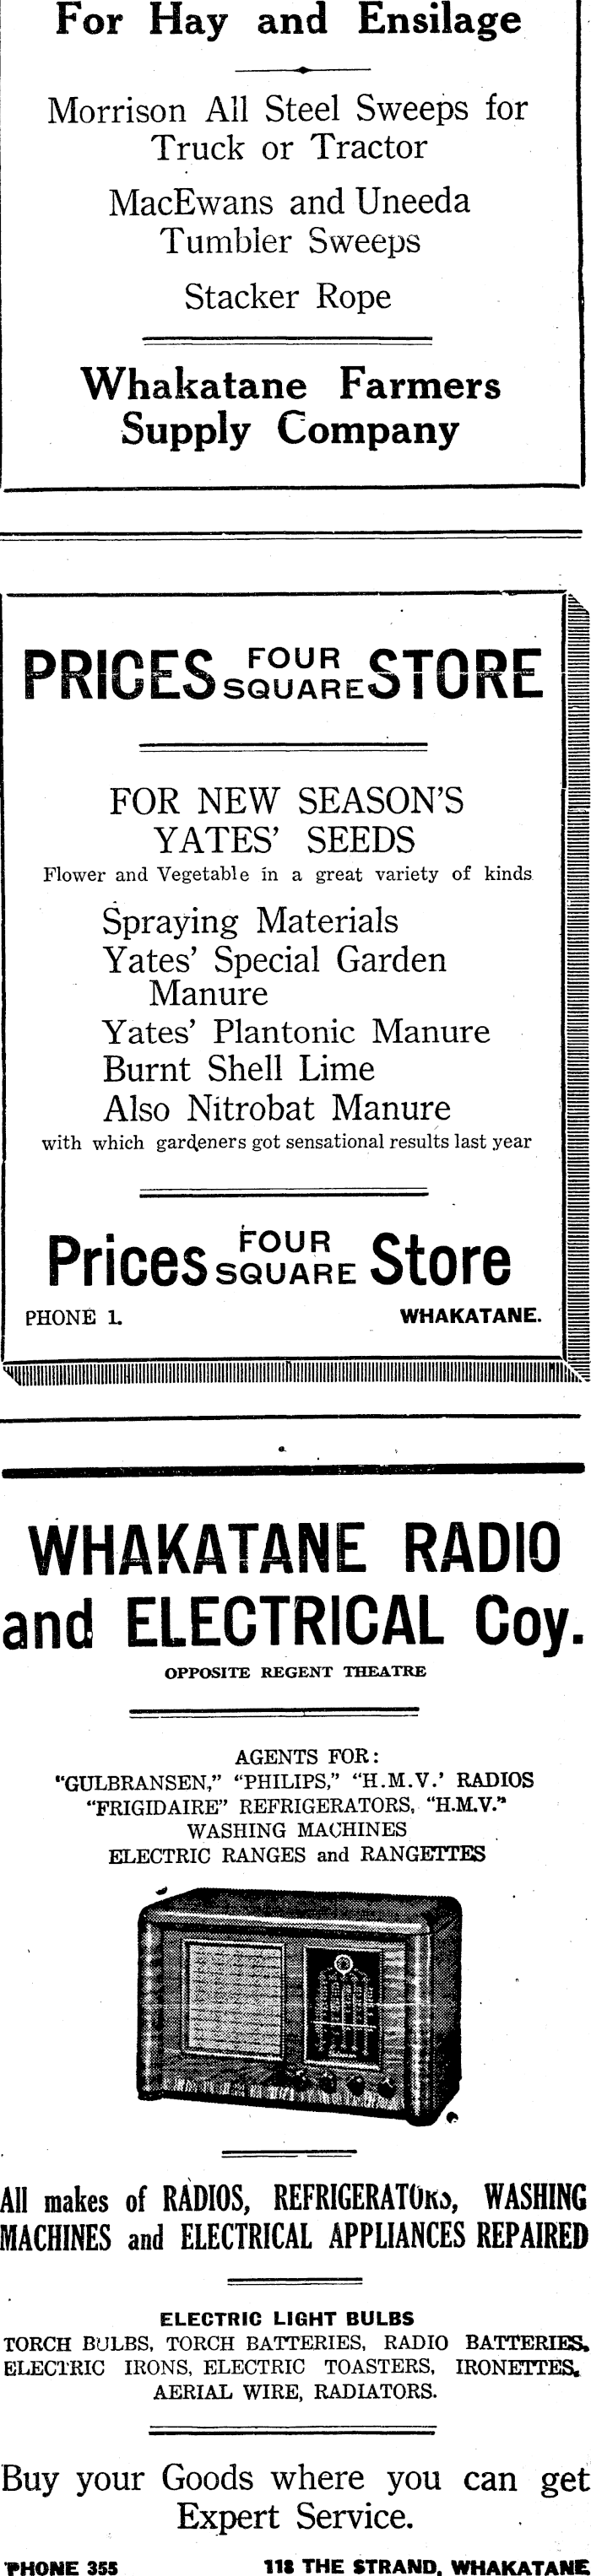 For Hay and Ensilage
Morrison All Steel Sweeps for
Truck or Tractor
MacEwans and Uneeda
Tumbler Sweeps
Stacker Rope
Whakatane Farmers
Supply Company
PRICES FOUR SQUARE STORE
FOR NEW SEASON'S
YATES' SEEDS
Flower and Vegetable in a great variety of kinds
Spraying Materials
Yates' Special Garden
Manure
Yates' Plantonic Manure
Burnt Shell Lime
Also Nitrobat Manure
with which gardeners got sensational results last year
Prices FOUR SQUARE Store
PHONE 1. WHAKATANE.
WHAKATANE RADIO
and ELECTRICAL Coy.
OPPOSITE REGENT THEATRE
AGENTS FOR:
"GULBRANSEN," "PHILIPS," "H.M.V.' RADIOS
"FRIGIDAIRE" REFRIGERATORS, "H.M.V."
WASHING MACHINES
ELECTRIC RANGES and RANGETTES
All makes of RADIOS, REFRIGERATORS, WASHING
MACHINES and ELECTRICAL APPLIANCES REPAIRED
ELECTRIC LIGHT BULBS
TORCH BULBS, TORCH BATTERIES, RADIO BATTERIES,
ELECTRIC IRONS, ELECTRIC TOASTERS, IRONETTES,
AERIAL WIRE, RADIATORS.
Buy your Goods where you can get
Expert Service.
'PHONE 355 118 THE STRAND, WHAKATANE